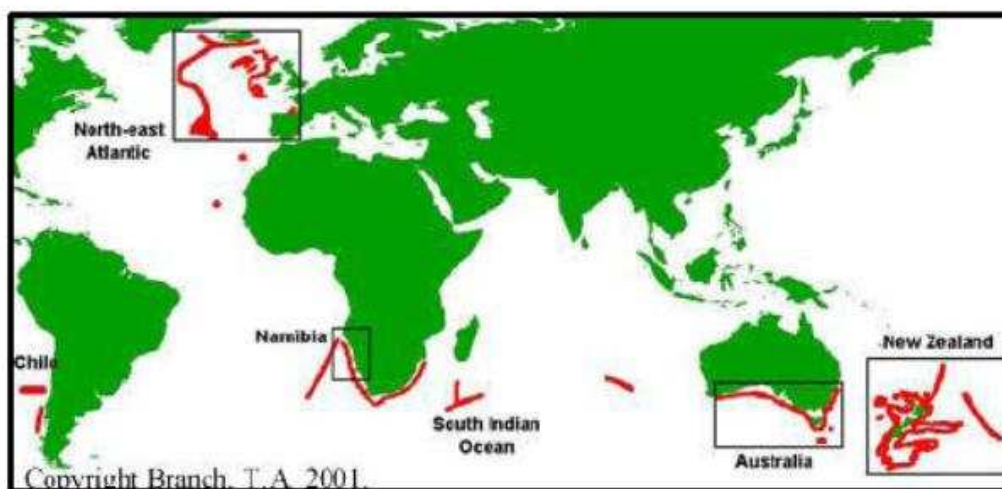 North-east
Atlantic
Namibia
New Zealand
Chile
South Indian
Ocean
Australia
Copyright Branch, T.A 2001.